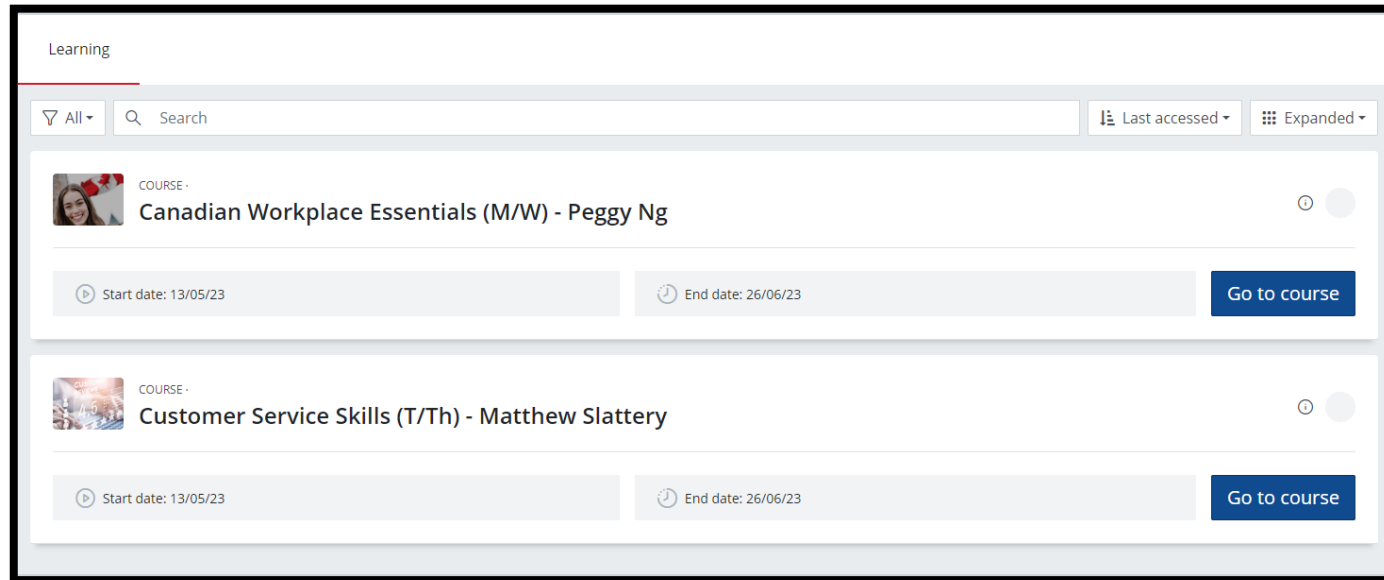 Learning
All
Search
Last accessed
Expanded
COURSE -
Canadian Workplace Essentials (M/W) - Peggy Ng
Start date: 13/05/23
End date: 26/06/23
Go to course
COURSE -
Customer Service Skills (T/Th) - Matthew Slattery
Start date: 13/05/23
End date: 26/06/23
Go to course